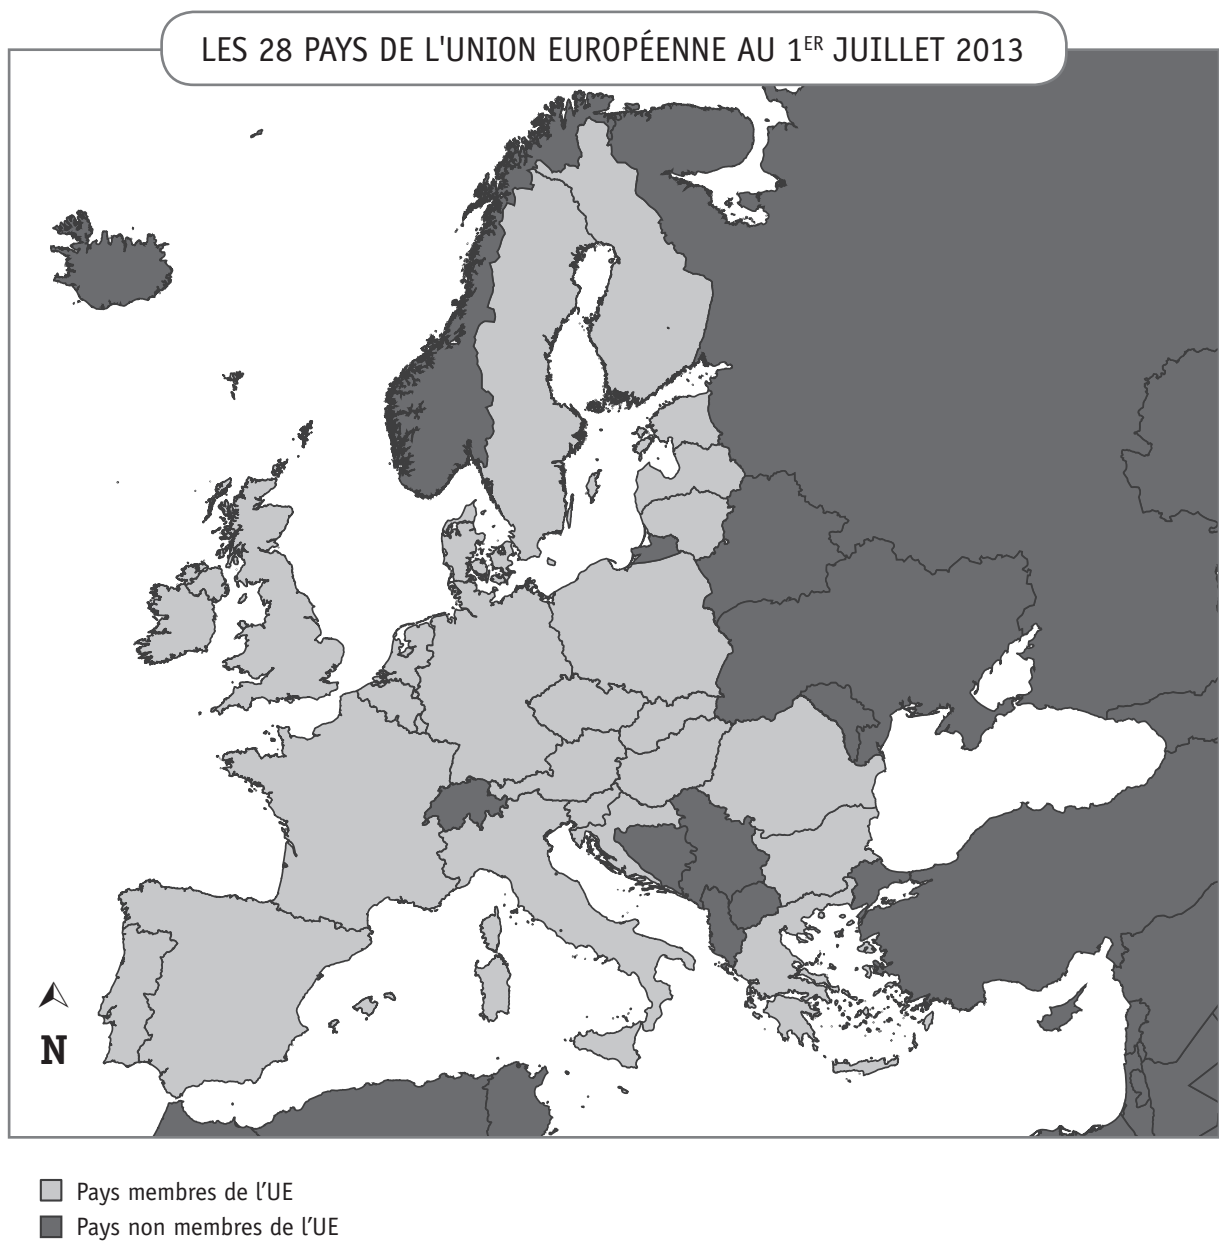 LES 28 PAYS DE L'UNION EUROPÉENNE AU 1ER JUILLET 2013
N
Pays membres de l'UE
Pays non membres de l'UE